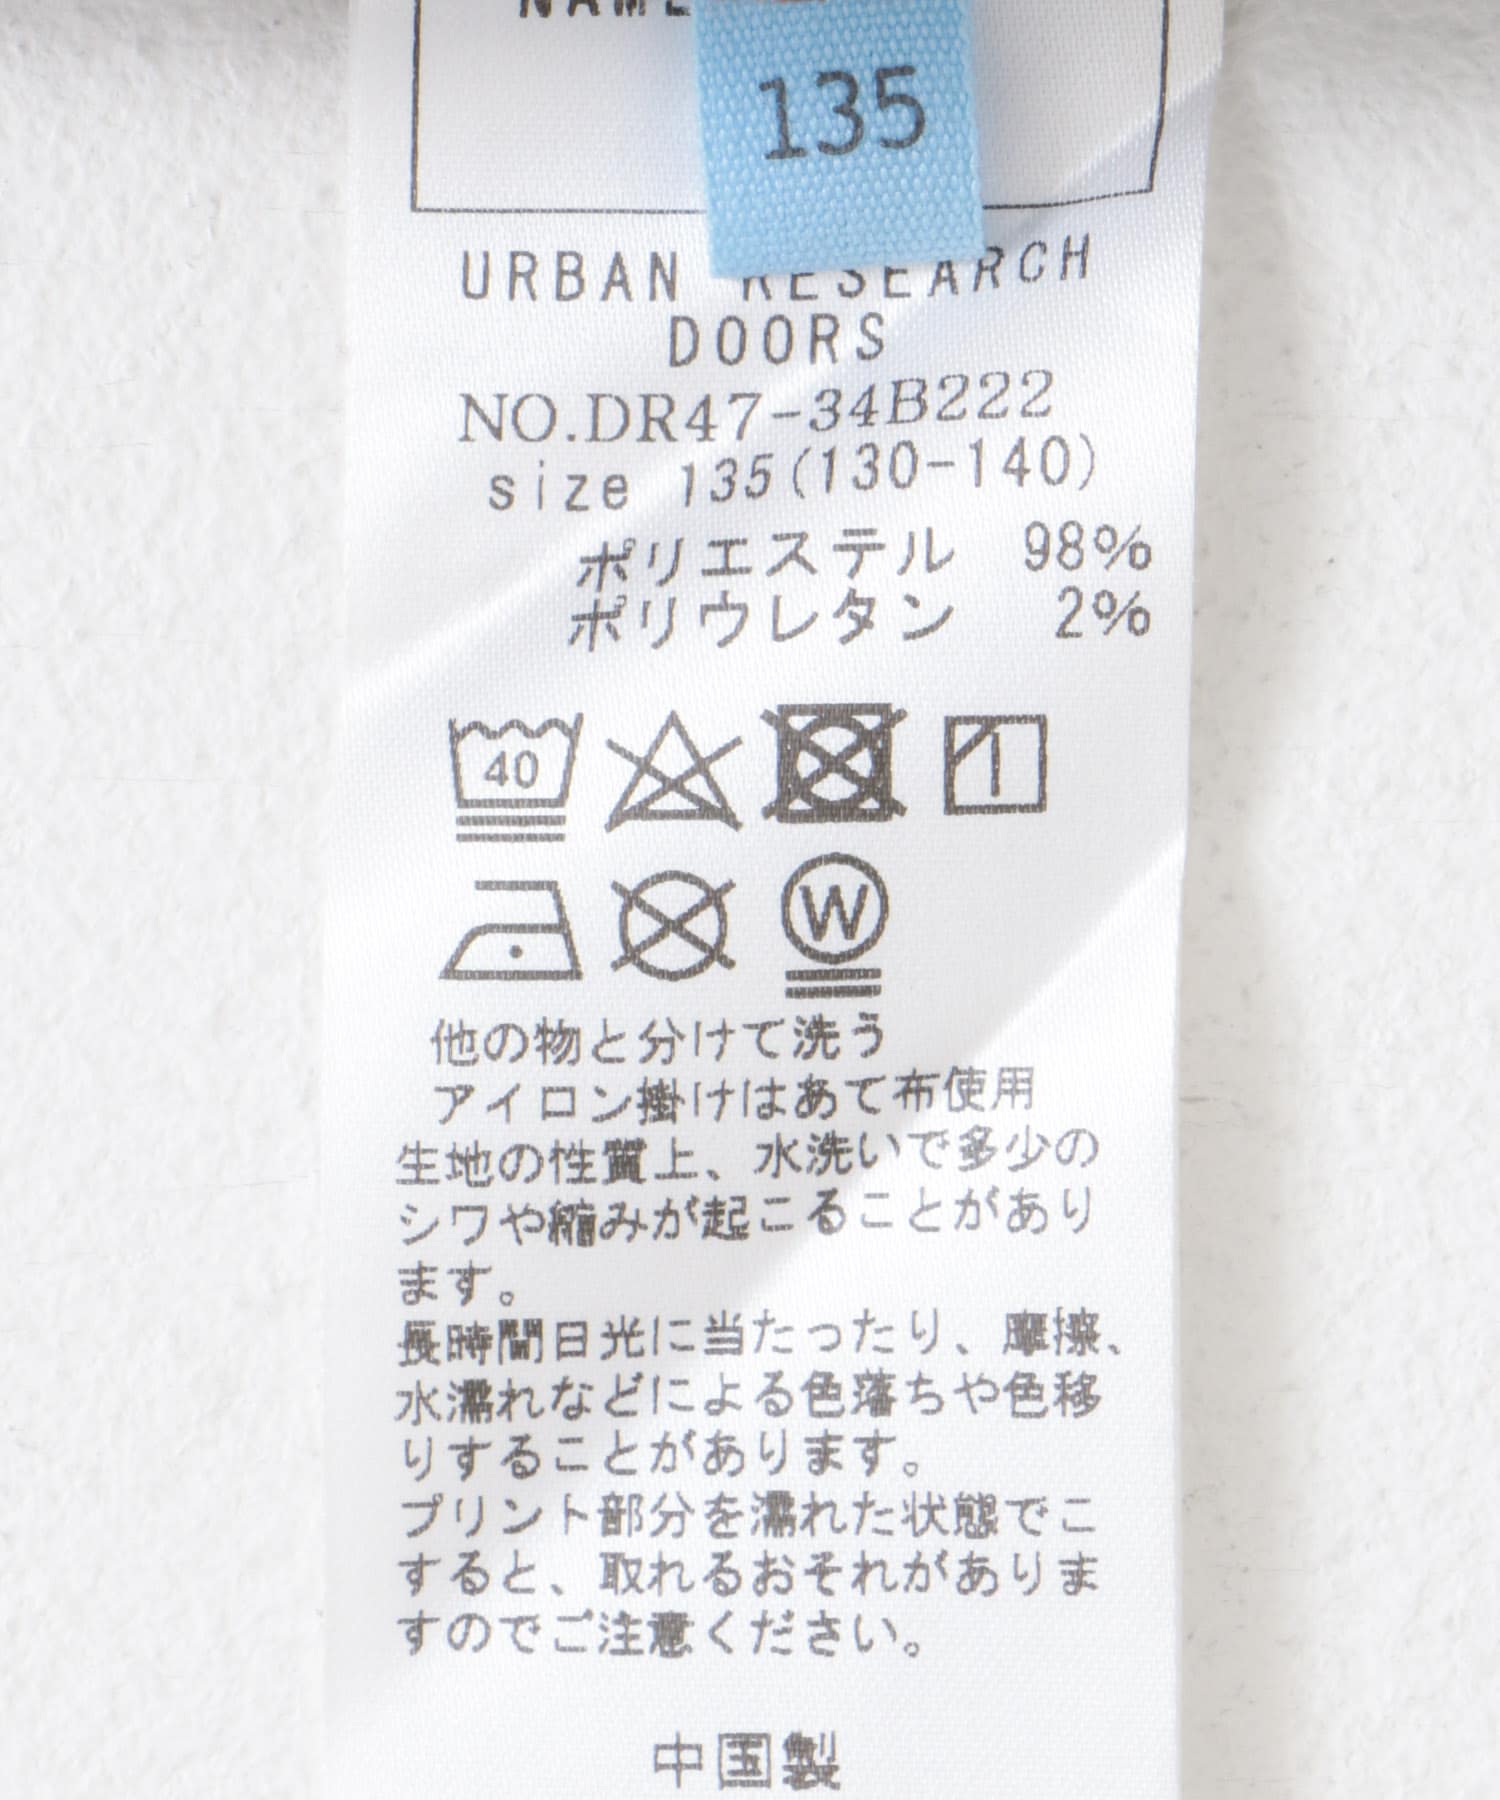 NAME
135
URBAN RESEARCH
DOORS
NO.DR47-34B222
size 135(130-140)
ポリエステル 98%
ポリウレタン 2%
40
W
他の物と分けて洗う
アイロン掛けはあて布使用
生地の性質上、水洗いで多少の
シワや縮みが起こることがあり
ます。
長時間日光に当たったり、摩擦、
水濡れなどによる色落ちや色移
りすることがあります。
プリント部分を濡れた状態でこ
すると、取れるおそれがありま
すのでご注意ください。
中国製